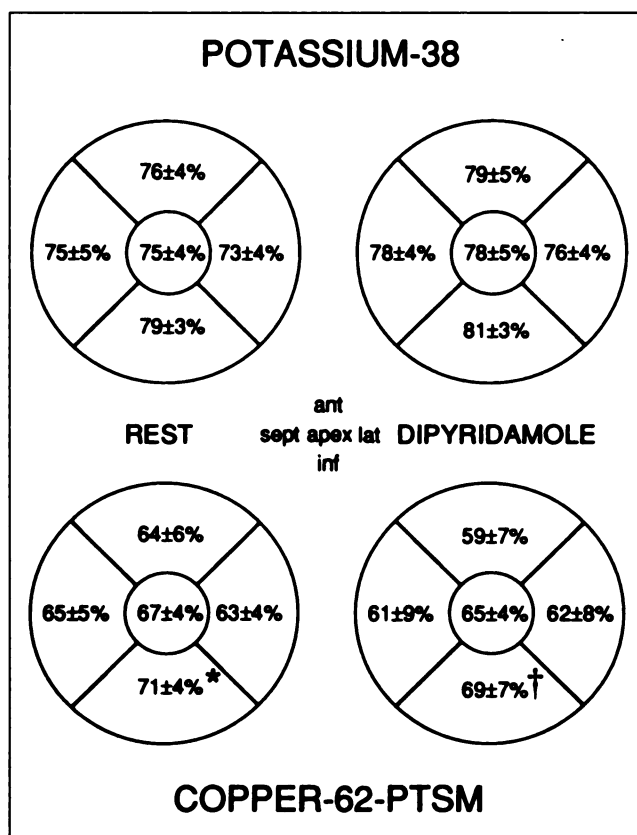 POTASSIUM-38
76±4%
79±5%
75±5% 75±4% 73±4%
78±4% 78±5% 76±4%
79±3%
81±3%
ant
REST sept apex lat DIPYRIDAMOLE
inf
64±6%
59±7%
65±5% 67±4% 63±4%
61±9% 65±4% 62±8%
71±4%*
69±7%†
COPPER-62-PTSM